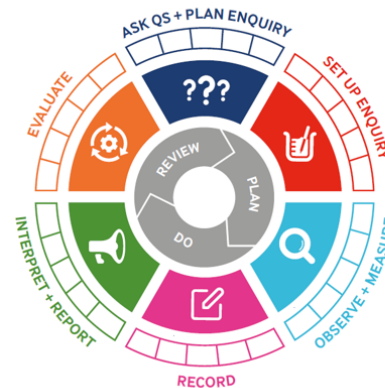 ASK QS + PLAN ENQUIRY
SET UP ENQUIRY
OBSERVE + MEASURE
RECORD
INTERPRET + REPORT
EVALUATE
???
REVIEW
PLAN
DO